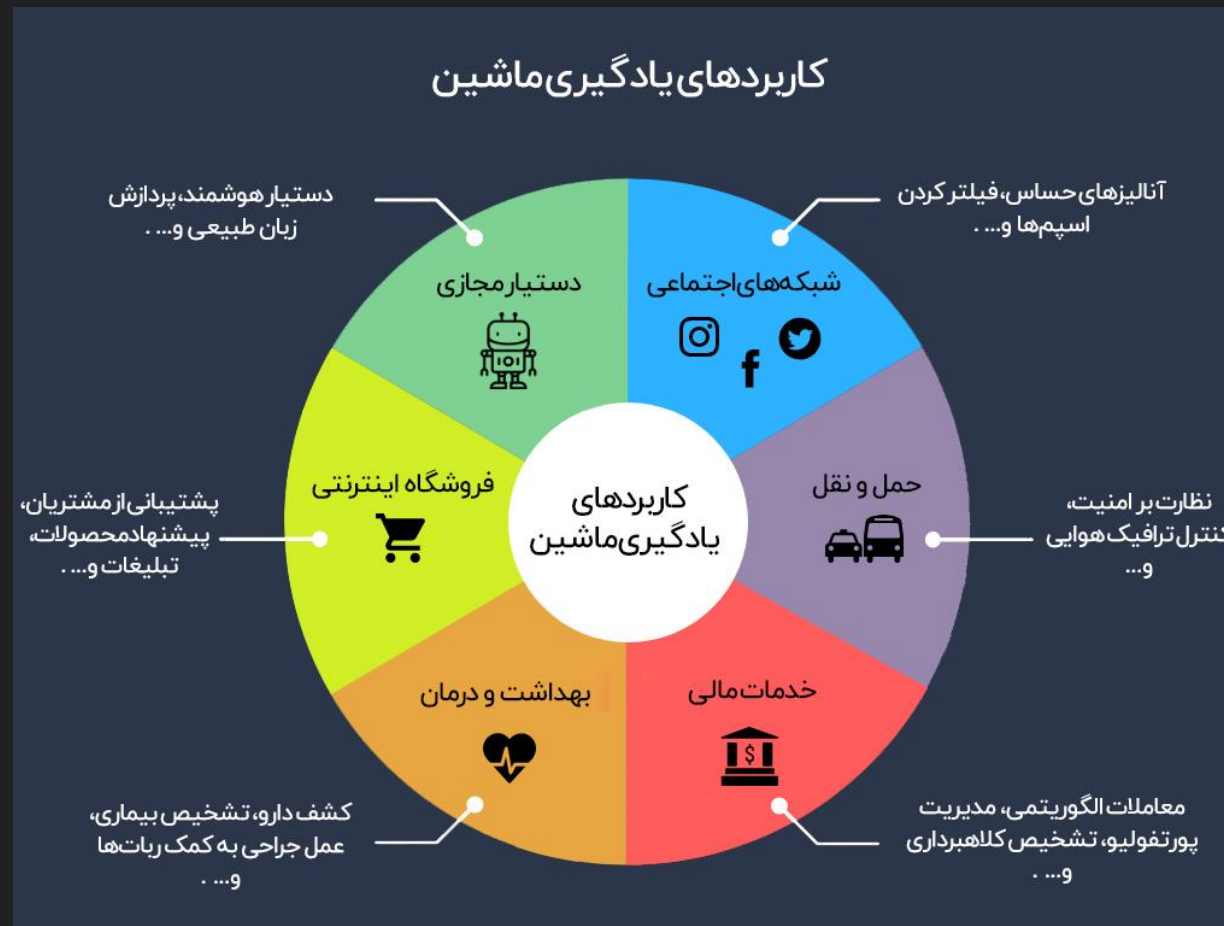 کاربردهای یادگیری ماشین
آنالیزهای حساس، فیلتر کردن
اسپم‌ها و... .
دستیار هوشمند، پردازش
زبان طبیعی و... .
شبکه‌های اجتماعی
دستیار مجازی
حمل و نقل
فروشگاه اینترنتی
کاربردهای
یادگیری ماشین
نظارت بر امنیت،
کنترل ترافیک هوایی
و...
پشتیبانی از مشتریان،
پیشنهاد محصولات،
تبلیغات و... .
خدمات مالی
$
بهداشت و درمان
معاملات الگوریتمی، مدیریت
پورتفولیو، تشخیص کلاهبرداری
و... .
کشف دارو، تشخیص بیماری،
عمل جراحی به کمک ربات‌ها
و... .